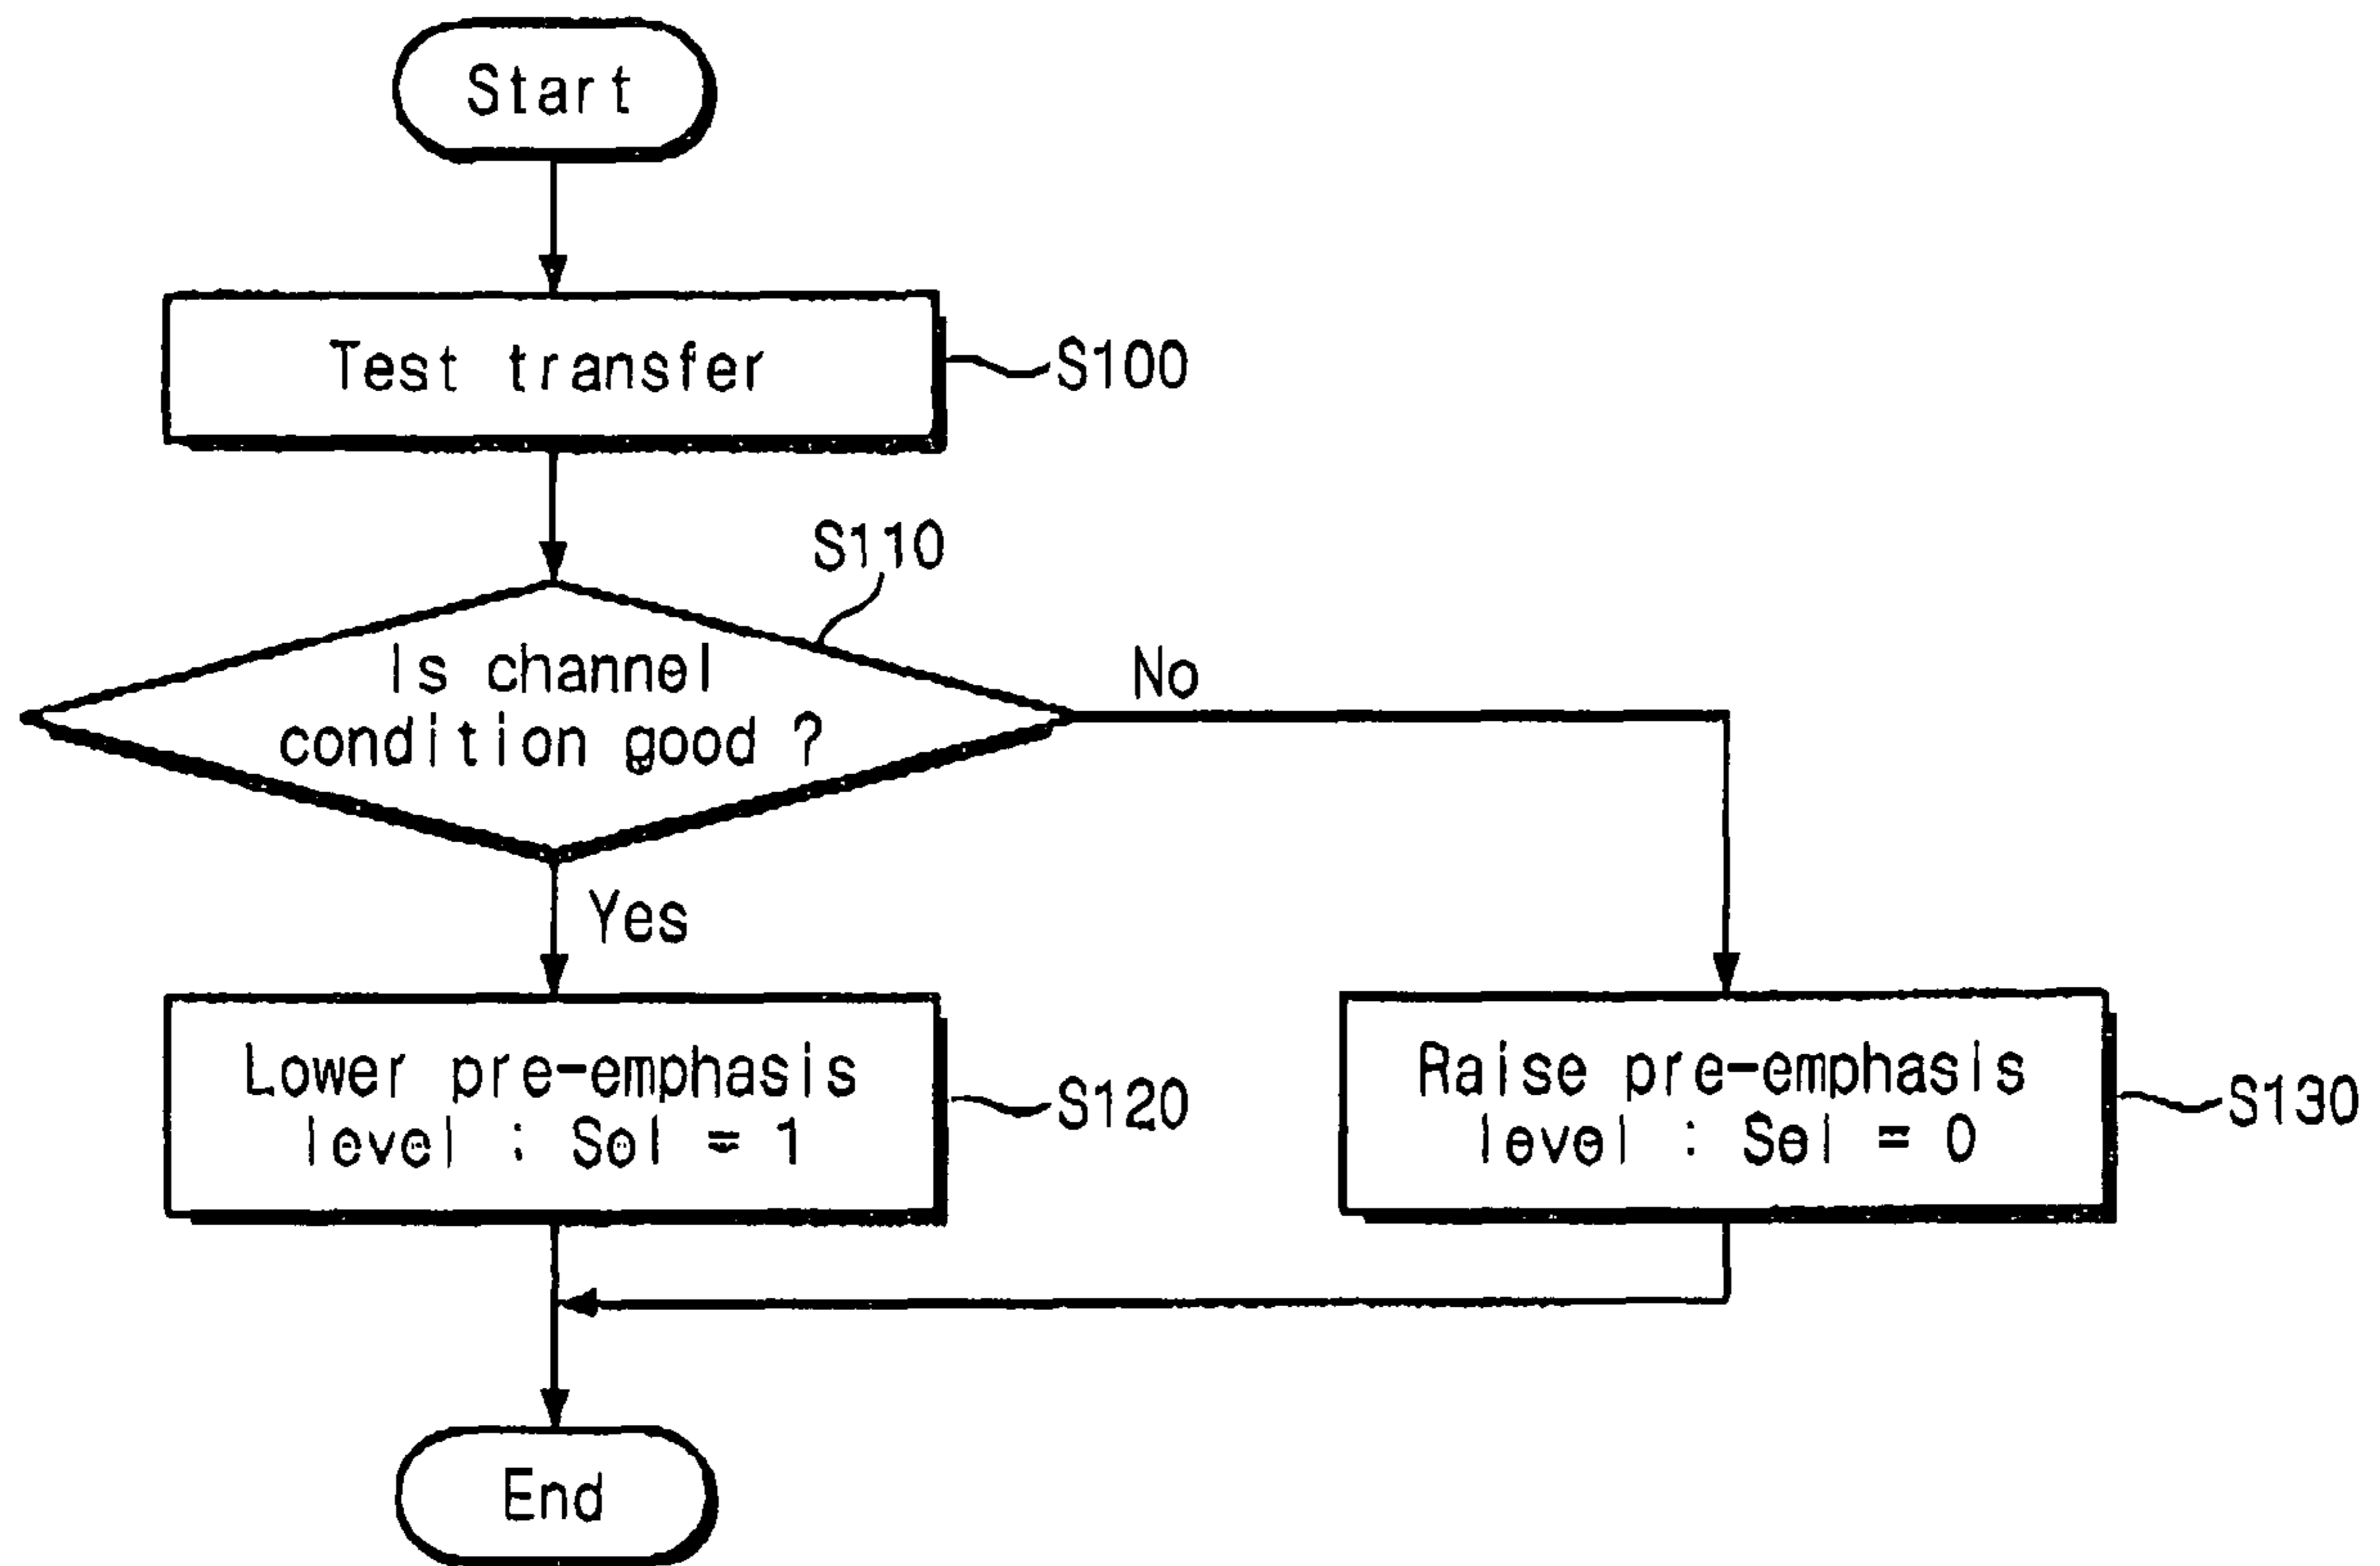 Start
Test transfer
S100
S110
Is channel
condition good ?
No
Yes
Lower pre-emphasis
level : Sel = 1
S120
Raise pre-emphasis
level : Sel = 0
S130
End